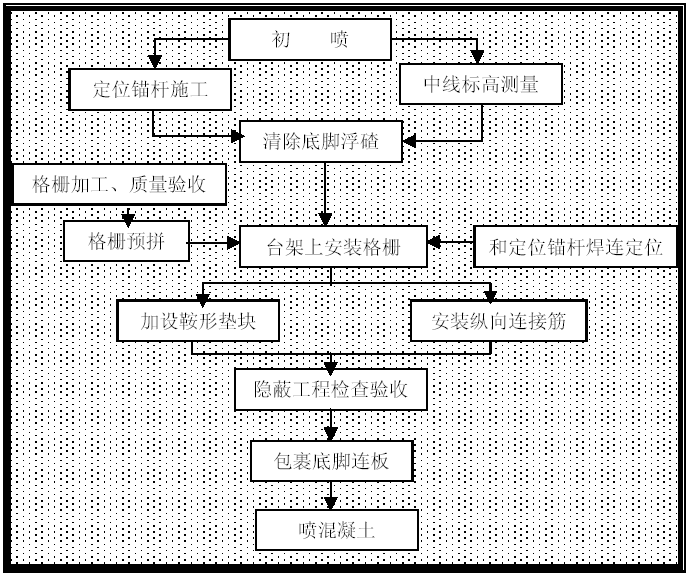 初 喷
定位锚杆施工
中线标高测量
清除底脚浮碴
格栅加工、质量验收
格栅预拼
台架上安装格栅
和定位锚杆焊连定位
加设鞍形垫块
安装纵向连接筋
隐蔽工程检查验收
包裹底脚连板
喷混凝土